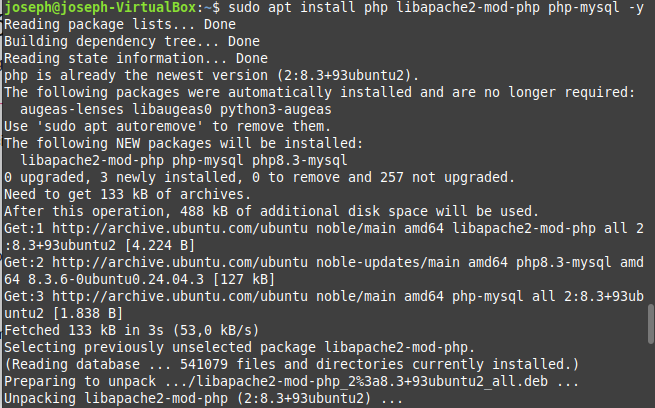 joseph@joseph-VirtualBox:~$ sudo apt install php libapache2-mod-php php-mysql -y
Reading package lists... Done
Building dependency tree... Done
Reading state information... Done
php is already the newest version (2:8.3+93ubuntu2).
The following packages were automatically installed and are no longer required:
  augeas-lenses libaugeas0 python3-augeas
Use 'sudo apt autoremove' to remove them.
The following NEW packages will be installed:
  libapache2-mod-php php-mysql php8.3-mysql
0 upgraded, 3 newly installed, 0 to remove and 257 not upgraded.
Need to get 133 kB of archives.
After this operation, 488 kB of additional disk space will be used.
Get:1 http://archive.ubuntu.com/ubuntu noble/main amd64 libapache2-mod-php all 2
:8.3+93ubuntu2 [4.224 B]
Get:2 http://archive.ubuntu.com/ubuntu noble-updates/main amd64 php8.3-mysql amd
64 8.3.6-0ubuntu0.24.04.3 [127 kB]
Get:3 http://archive.ubuntu.com/ubuntu noble/main amd64 php-mysql all 2:8.3+93ub
untu2 [1.838 B]
Fetched 133 kB in 3s (53,0 kB/s)
Selecting previously unselected package libapache2-mod-php.
(Reading database ... 541079 files and directories currently installed.)
Preparing to unpack .../libapache2-mod-php_2%3a8.3+93ubuntu2_all.deb ...
Unpacking libapache2-mod-php (2:8.3+93ubuntu2) ...